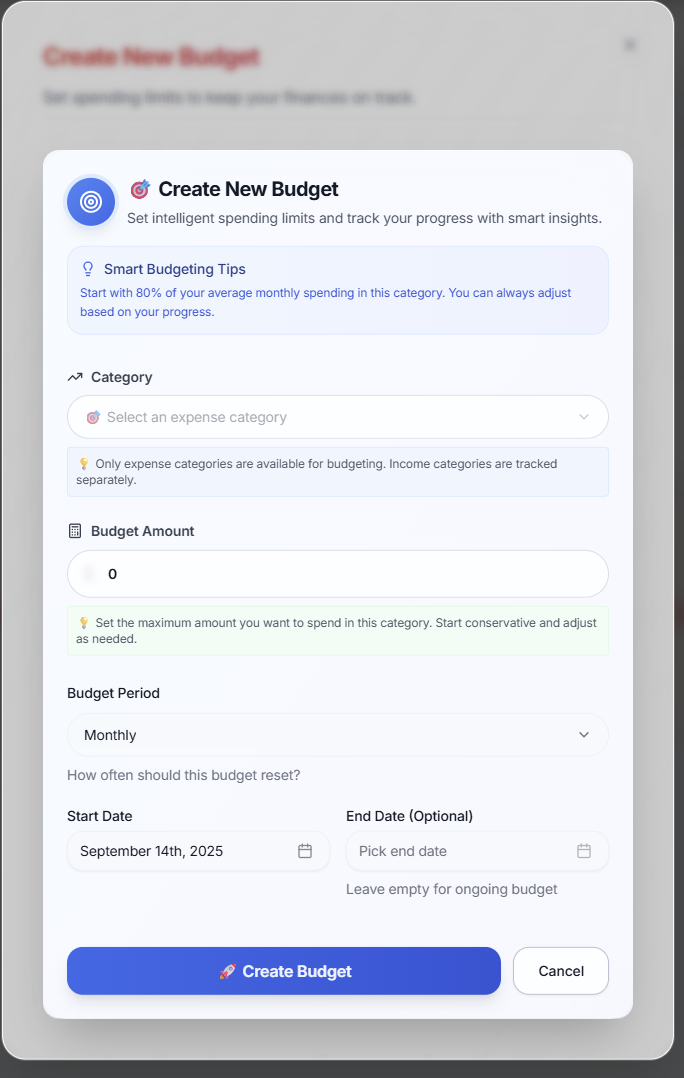 Create New Budget
Set spending limits to keep your finances on track.
🎯 Create New Budget
Set intelligent spending limits and track your progress with smart insights.
Smart Budgeting Tips
Start with 80% of your average monthly spending in this category. You can always adjust
based on your progress.
Category
🎯 Select an expense category
💡 Only expense categories are available for budgeting. Income categories are tracked
separately.
Budget Amount
0
💡 Set the maximum amount you want to spend in this category. Start conservative and adjust
as needed.
Budget Period
Monthly
How often should this budget reset?
Start Date
End Date (Optional)
September 14th, 2025
Pick end date
Leave empty for ongoing budget
🚀 Create Budget
Cancel